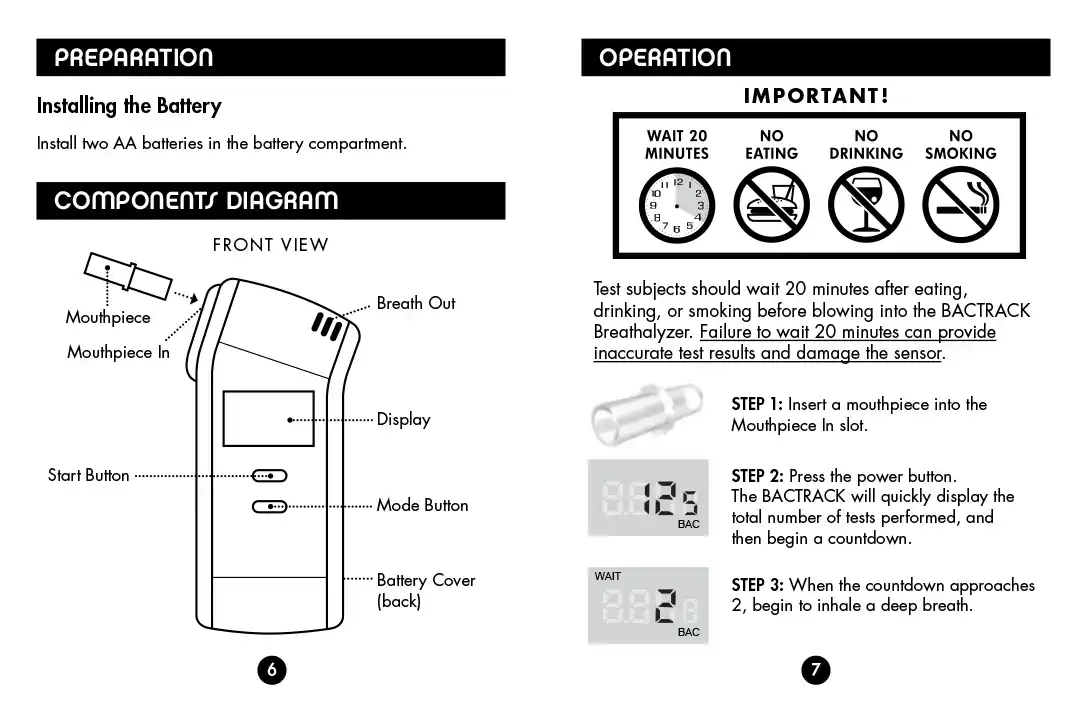 PREPARATION
Installing the Battery
Install two AA batteries in the battery compartment.
COMPONENTS DIAGRAM
FRONT VIEW
Mouthpiece
Mouthpiece In
Breath Out
Display
Start Button
Mode Button
Battery Cover
(back)
6
OPERATION
IMPORTANT!
WAIT 20
MINUTES
NO
EATING
NO
DRINKING
NO
SMOKING
12
1
2
3
4
5
6
7
8
9
10
11
Test subjects should wait 20 minutes after eating,
drinking, or smoking before blowing into the BACTRACK
Breathalyzer. Failure to wait 20 minutes can provide
inaccurate test results and damage the sensor.
STEP 1: Insert a mouthpiece into the
Mouthpiece In slot.
12s
BAC
STEP 2: Press the power button.
The BACTRACK will quickly display the
total number of tests performed, and
then begin a countdown.
WAIT
2
BAC
STEP 3: When the countdown approaches
2, begin to inhale a deep breath.
7